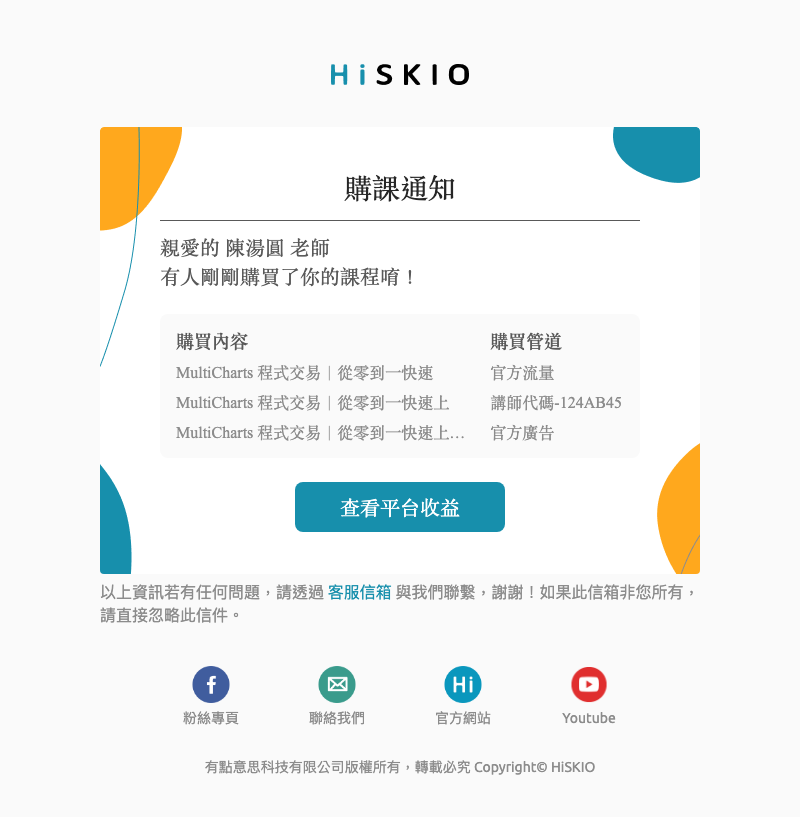 HiSKIO
購課通知
親愛的 陳湯圓 老師
有人剛剛購買了你的課程唷！
購買內容 購買管道
MultiCharts 程式交易｜從零到一快速 官方流量
MultiCharts 程式交易｜從零到一快速上 講師代碼-124AB45
MultiCharts 程式交易｜從零到一快速上… 官方廣告
查看平台收益
以上資訊若有任何問題，請透過 客服信箱 與我們聯繫，謝謝！如果此信箱非您所有，
請直接忽略此信件。
Hi
粉絲專頁 聯絡我們 官方網站 Youtube
有點意思科技有限公司版權所有，轉載必究 Copyright© HiSKIO